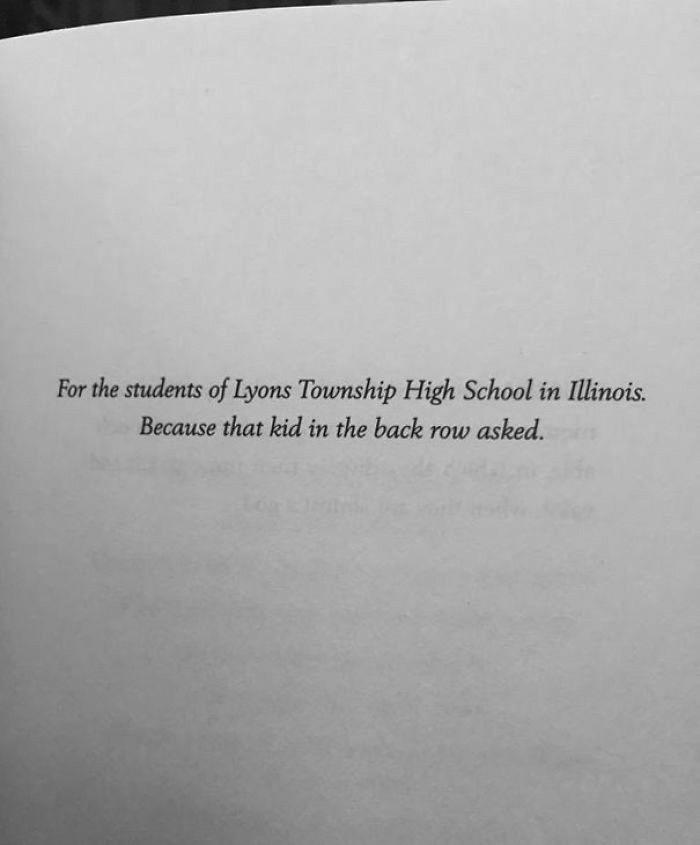 For the students of Lyons Township High School in Illinois.
Because that kid in the back row asked.